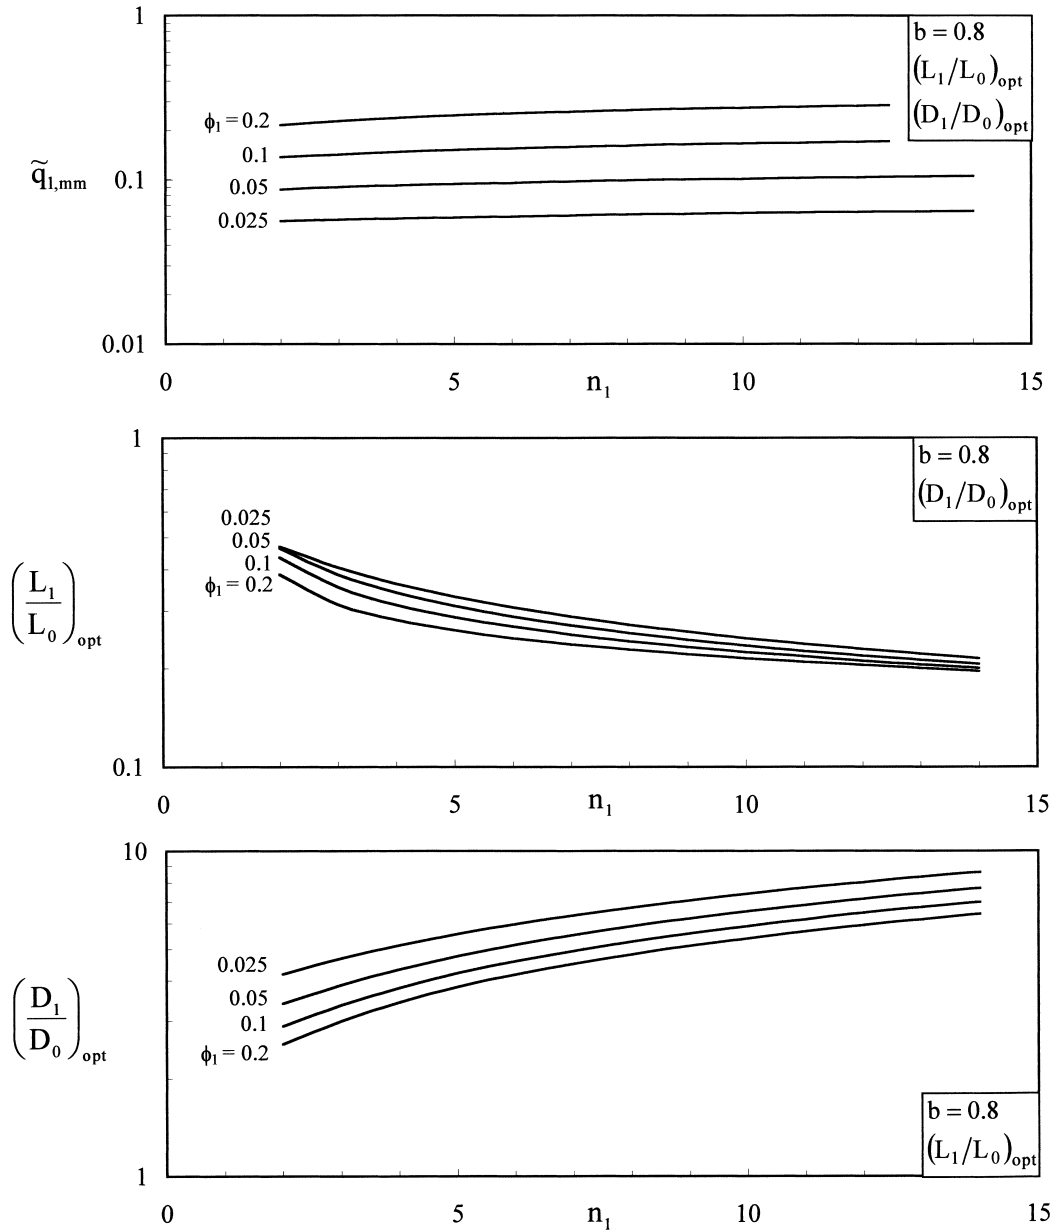 1
b = 0.8
(L₁/L₀)opt
(D₁/D₀)opt
ϕ₁ = 0.2
0.1
0.05
0.025
q̃₁,mm
0.1
0.01
0 5 n₁ 10 15
1
b = 0.8
(D₁/D₀)opt
0.025
0.05
0.1
ϕ₁ = 0.2
(L₁/L₀)opt
0.1
0 5 n₁ 10 15
10
0.025
0.05
0.1
ϕ₁ = 0.2
(D₁/D₀)opt
b = 0.8
(L₁/L₀)opt
1
0 5 n₁ 10 15